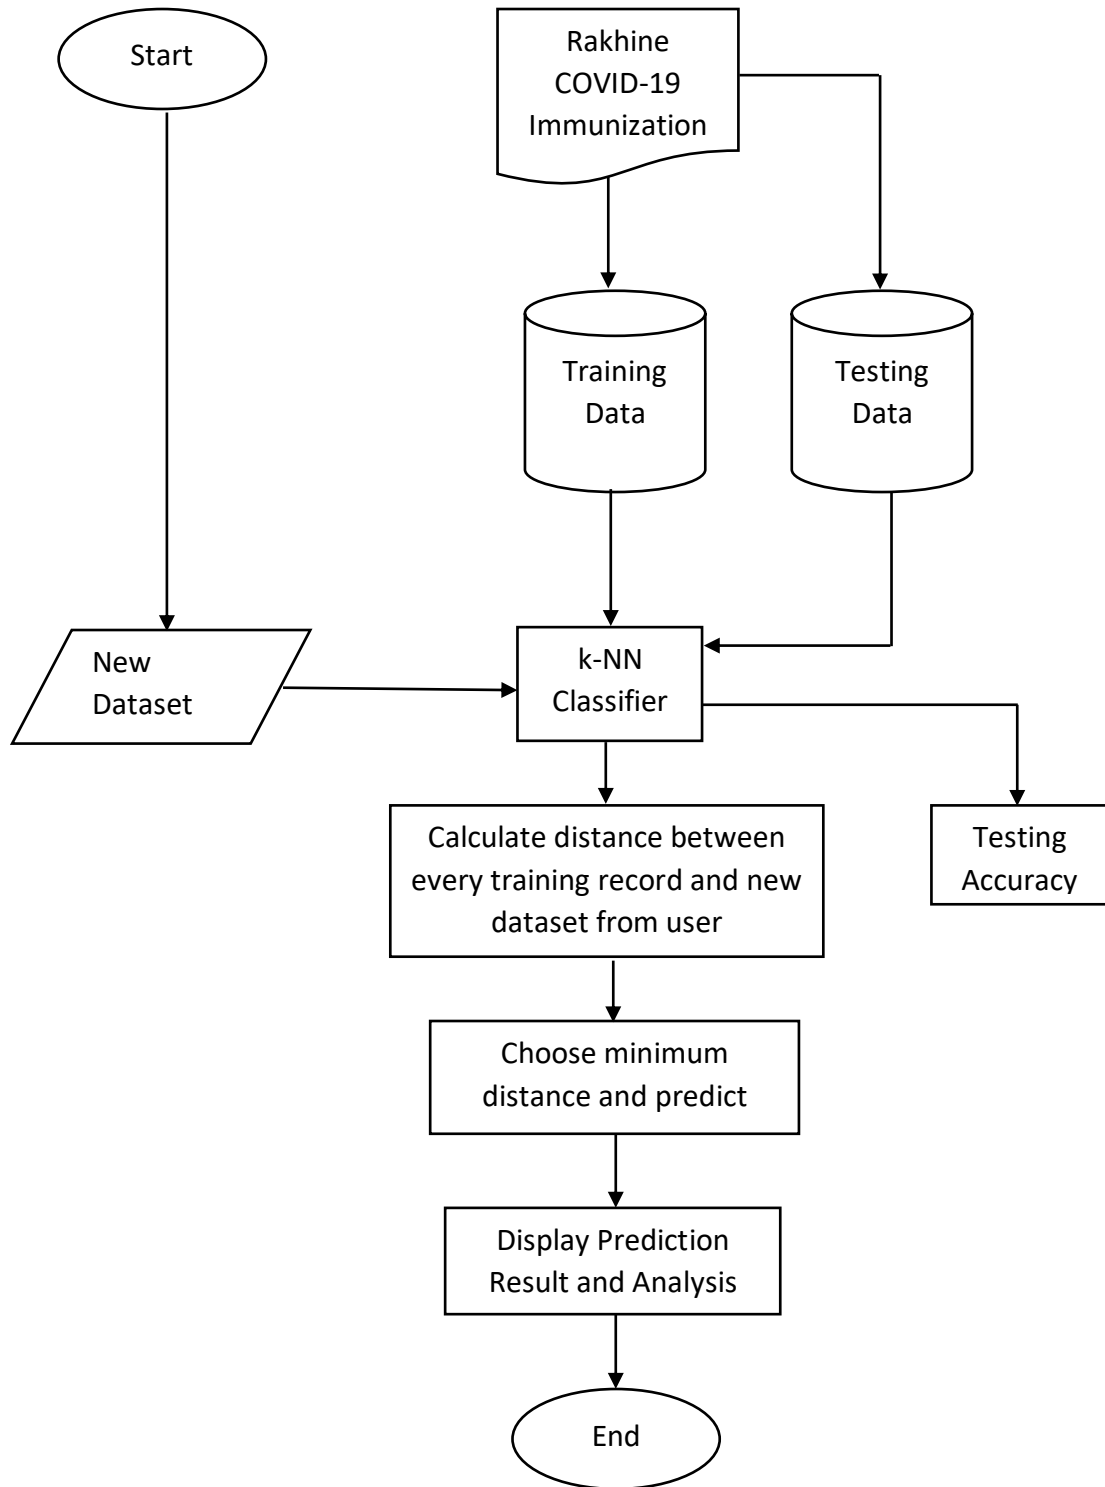 Start
Rakhine
COVID-19
Immunization
Training
Data
Testing
Data
New
Dataset
k-NN
Classifier
Calculate distance between
every training record and new
dataset from user
Testing
Accuracy
Choose minimum
distance and predict
Display Prediction
Result and Analysis
End